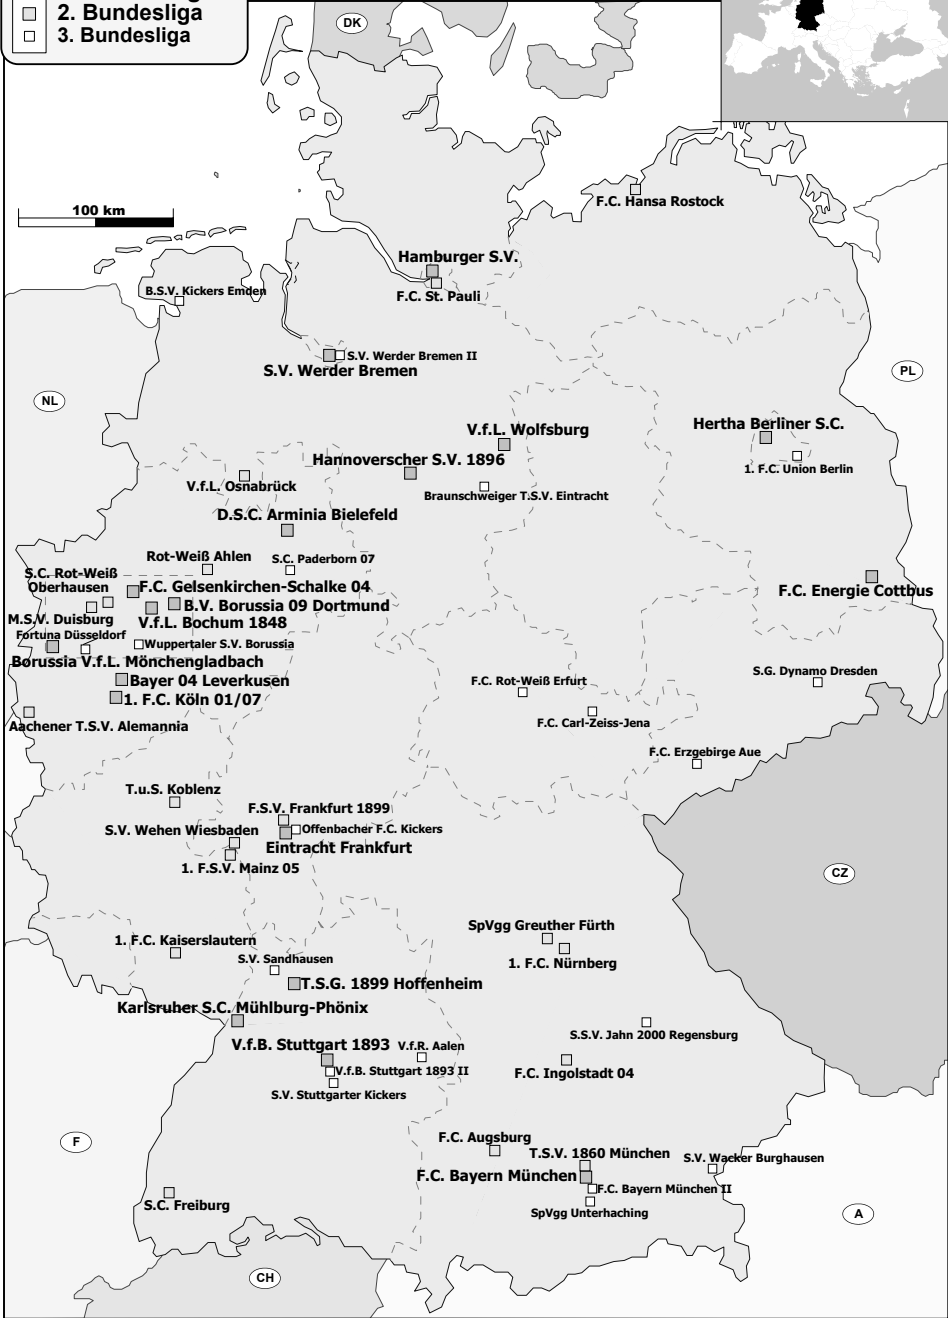 2. Bundesliga
3. Bundesliga
DK
100 km
F.C. Hansa Rostock
Hamburger S.V.
F.C. St. Pauli
B.S.V. Kickers Emden
S.V. Werder Bremen II
S.V. Werder Bremen
PL
NL
V.f.L. Wolfsburg
Hertha Berliner S.C.
Hannoverscher S.V. 1896
1. F.C. Union Berlin
V.f.L. Osnabrück
Braunschweiger T.S.V. Eintracht
D.S.C. Arminia Bielefeld
Rot-Weiß Ahlen
S.C. Paderborn 07
S.C. Rot-Weiß
Oberhausen
F.C. Gelsenkirchen-Schalke 04
F.C. Energie Cottbus
B.V. Borussia 09 Dortmund
M.S.V. Duisburg
V.f.L. Bochum 1848
Fortuna Düsseldorf
Wuppertaler S.V. Borussia
Borussia V.f.L. Mönchengladbach
S.G. Dynamo Dresden
Bayer 04 Leverkusen
F.C. Rot-Weiß Erfurt
1. F.C. Köln 01/07
F.C. Carl-Zeiss-Jena
Aachener T.S.V. Alemannia
F.C. Erzgebirge Aue
T.u.S. Koblenz
F.S.V. Frankfurt 1899
S.V. Wehen Wiesbaden
Offenbacher F.C. Kickers
Eintracht Frankfurt
1. F.S.V. Mainz 05
CZ
SpVgg Greuther Fürth
1. F.C. Kaiserslautern
S.V. Sandhausen
1. F.C. Nürnberg
T.S.G. 1899 Hoffenheim
Karlsruher S.C. Mühlburg-Phönix
S.S.V. Jahn 2000 Regensburg
V.f.B. Stuttgart 1893
V.f.R. Aalen
V.f.B. Stuttgart 1893 II
F.C. Ingolstadt 04
S.V. Stuttgarter Kickers
F
F.C. Augsburg
T.S.V. 1860 München
S.V. Wacker Burghausen
F.C. Bayern München
F.C. Bayern München II
S.C. Freiburg
SpVgg Unterhaching
A
CH